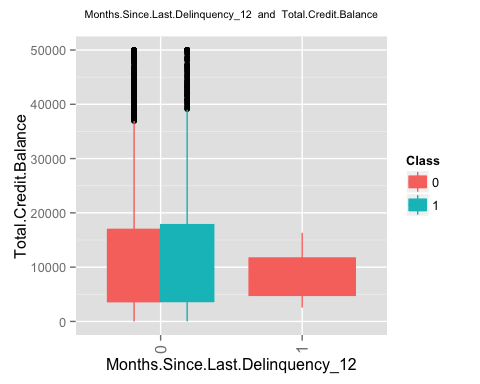 Months.Since.Last.Delinquency_12 and Total.Credit.Balance
50000
40000
30000
20000
10000
0
Total.Credit.Balance
0
1
Months.Since.Last.Delinquency_12
Class
0
1